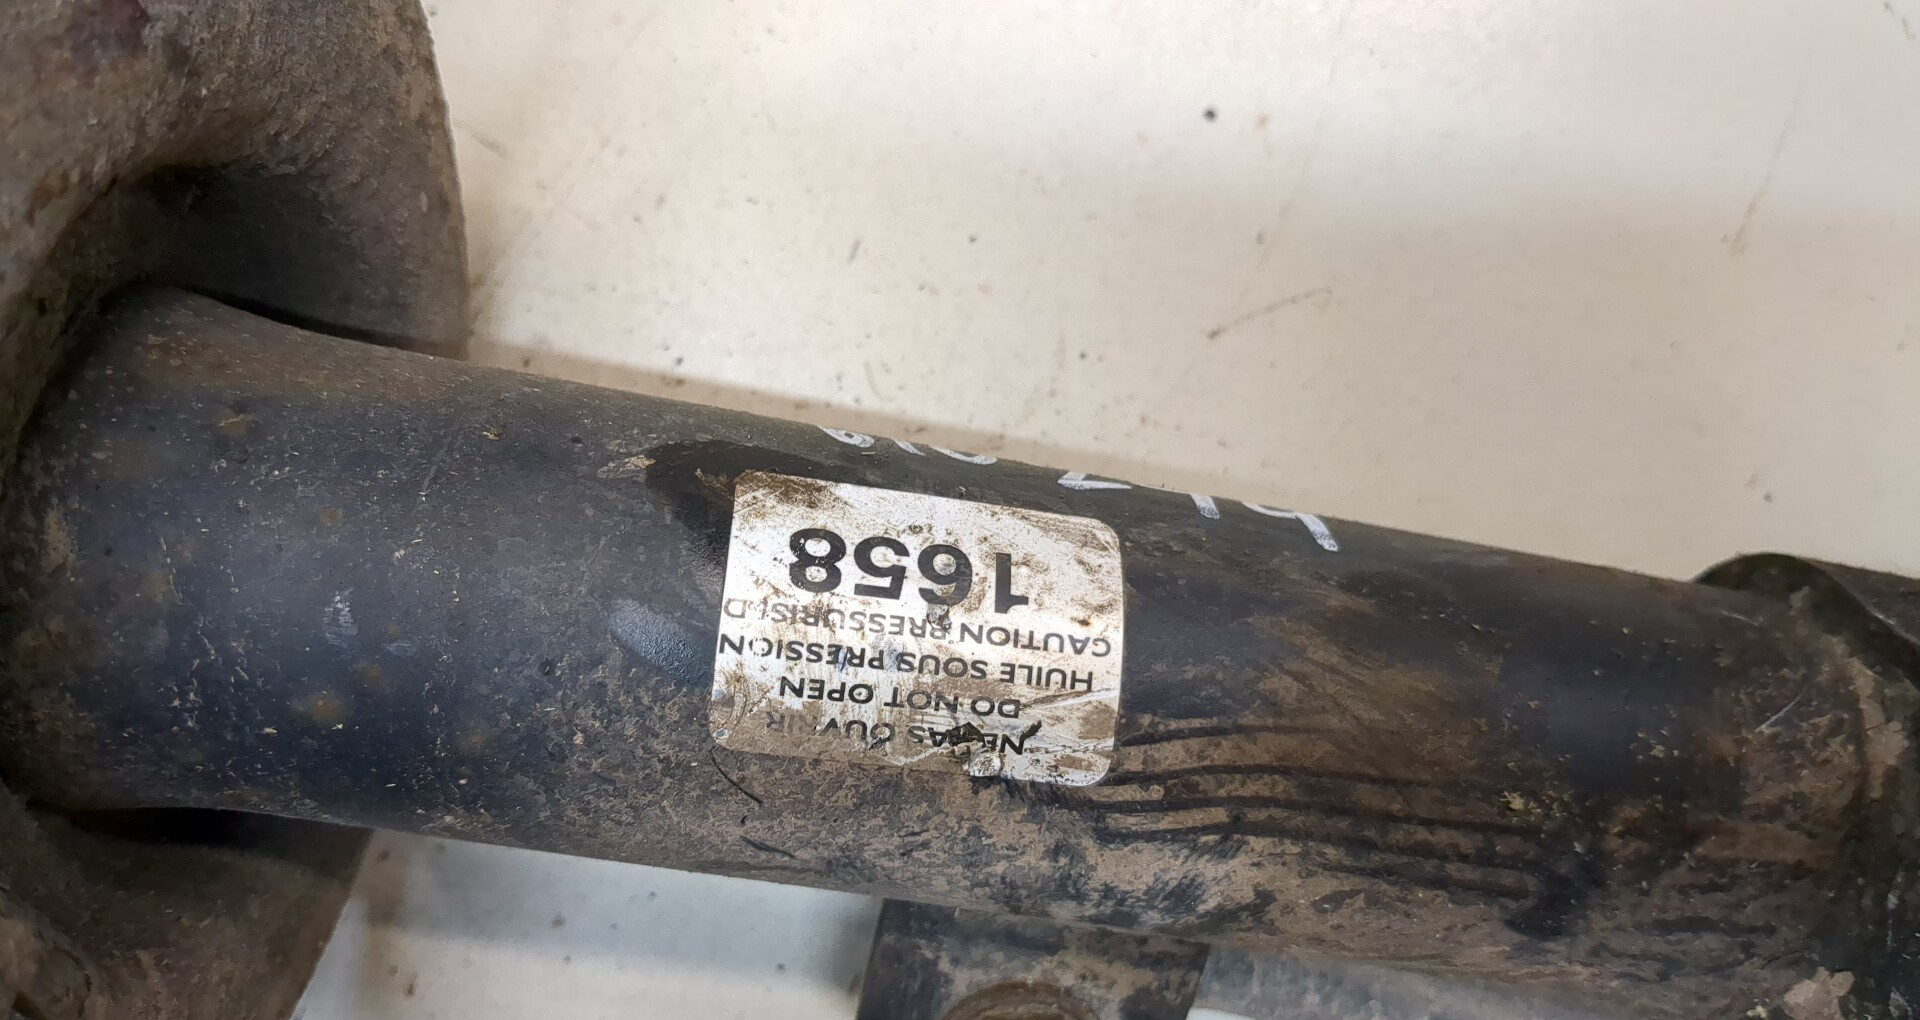 1658
CAUTION PRESSURISED
HUILE SOUS PRESSION
DO NOT OPEN
NE PAS OUVRIR